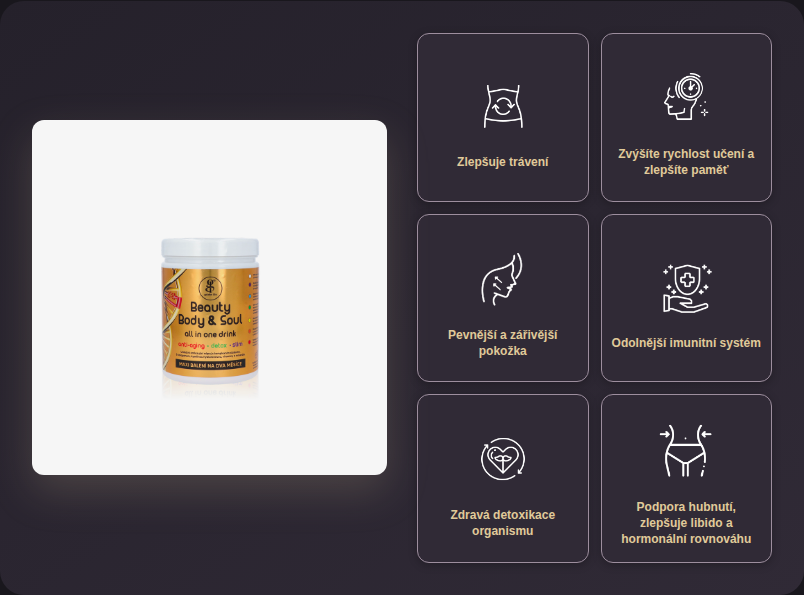 Zlepšuje trávení
Zvýšíte rychlost učení a
zlepšíte paměť
Beauty
Body & Soul
all in one drink
anti-aging • detox • slim
MULTI BALENÍ NA DVA MĚSÍCE
Pevnější a zářivější
pokožka
Odolnější imunitní systém
Zdravá detoxikace
organismu
Podpora hubnutí,
zlepšuje libido a
hormonální rovnováhu